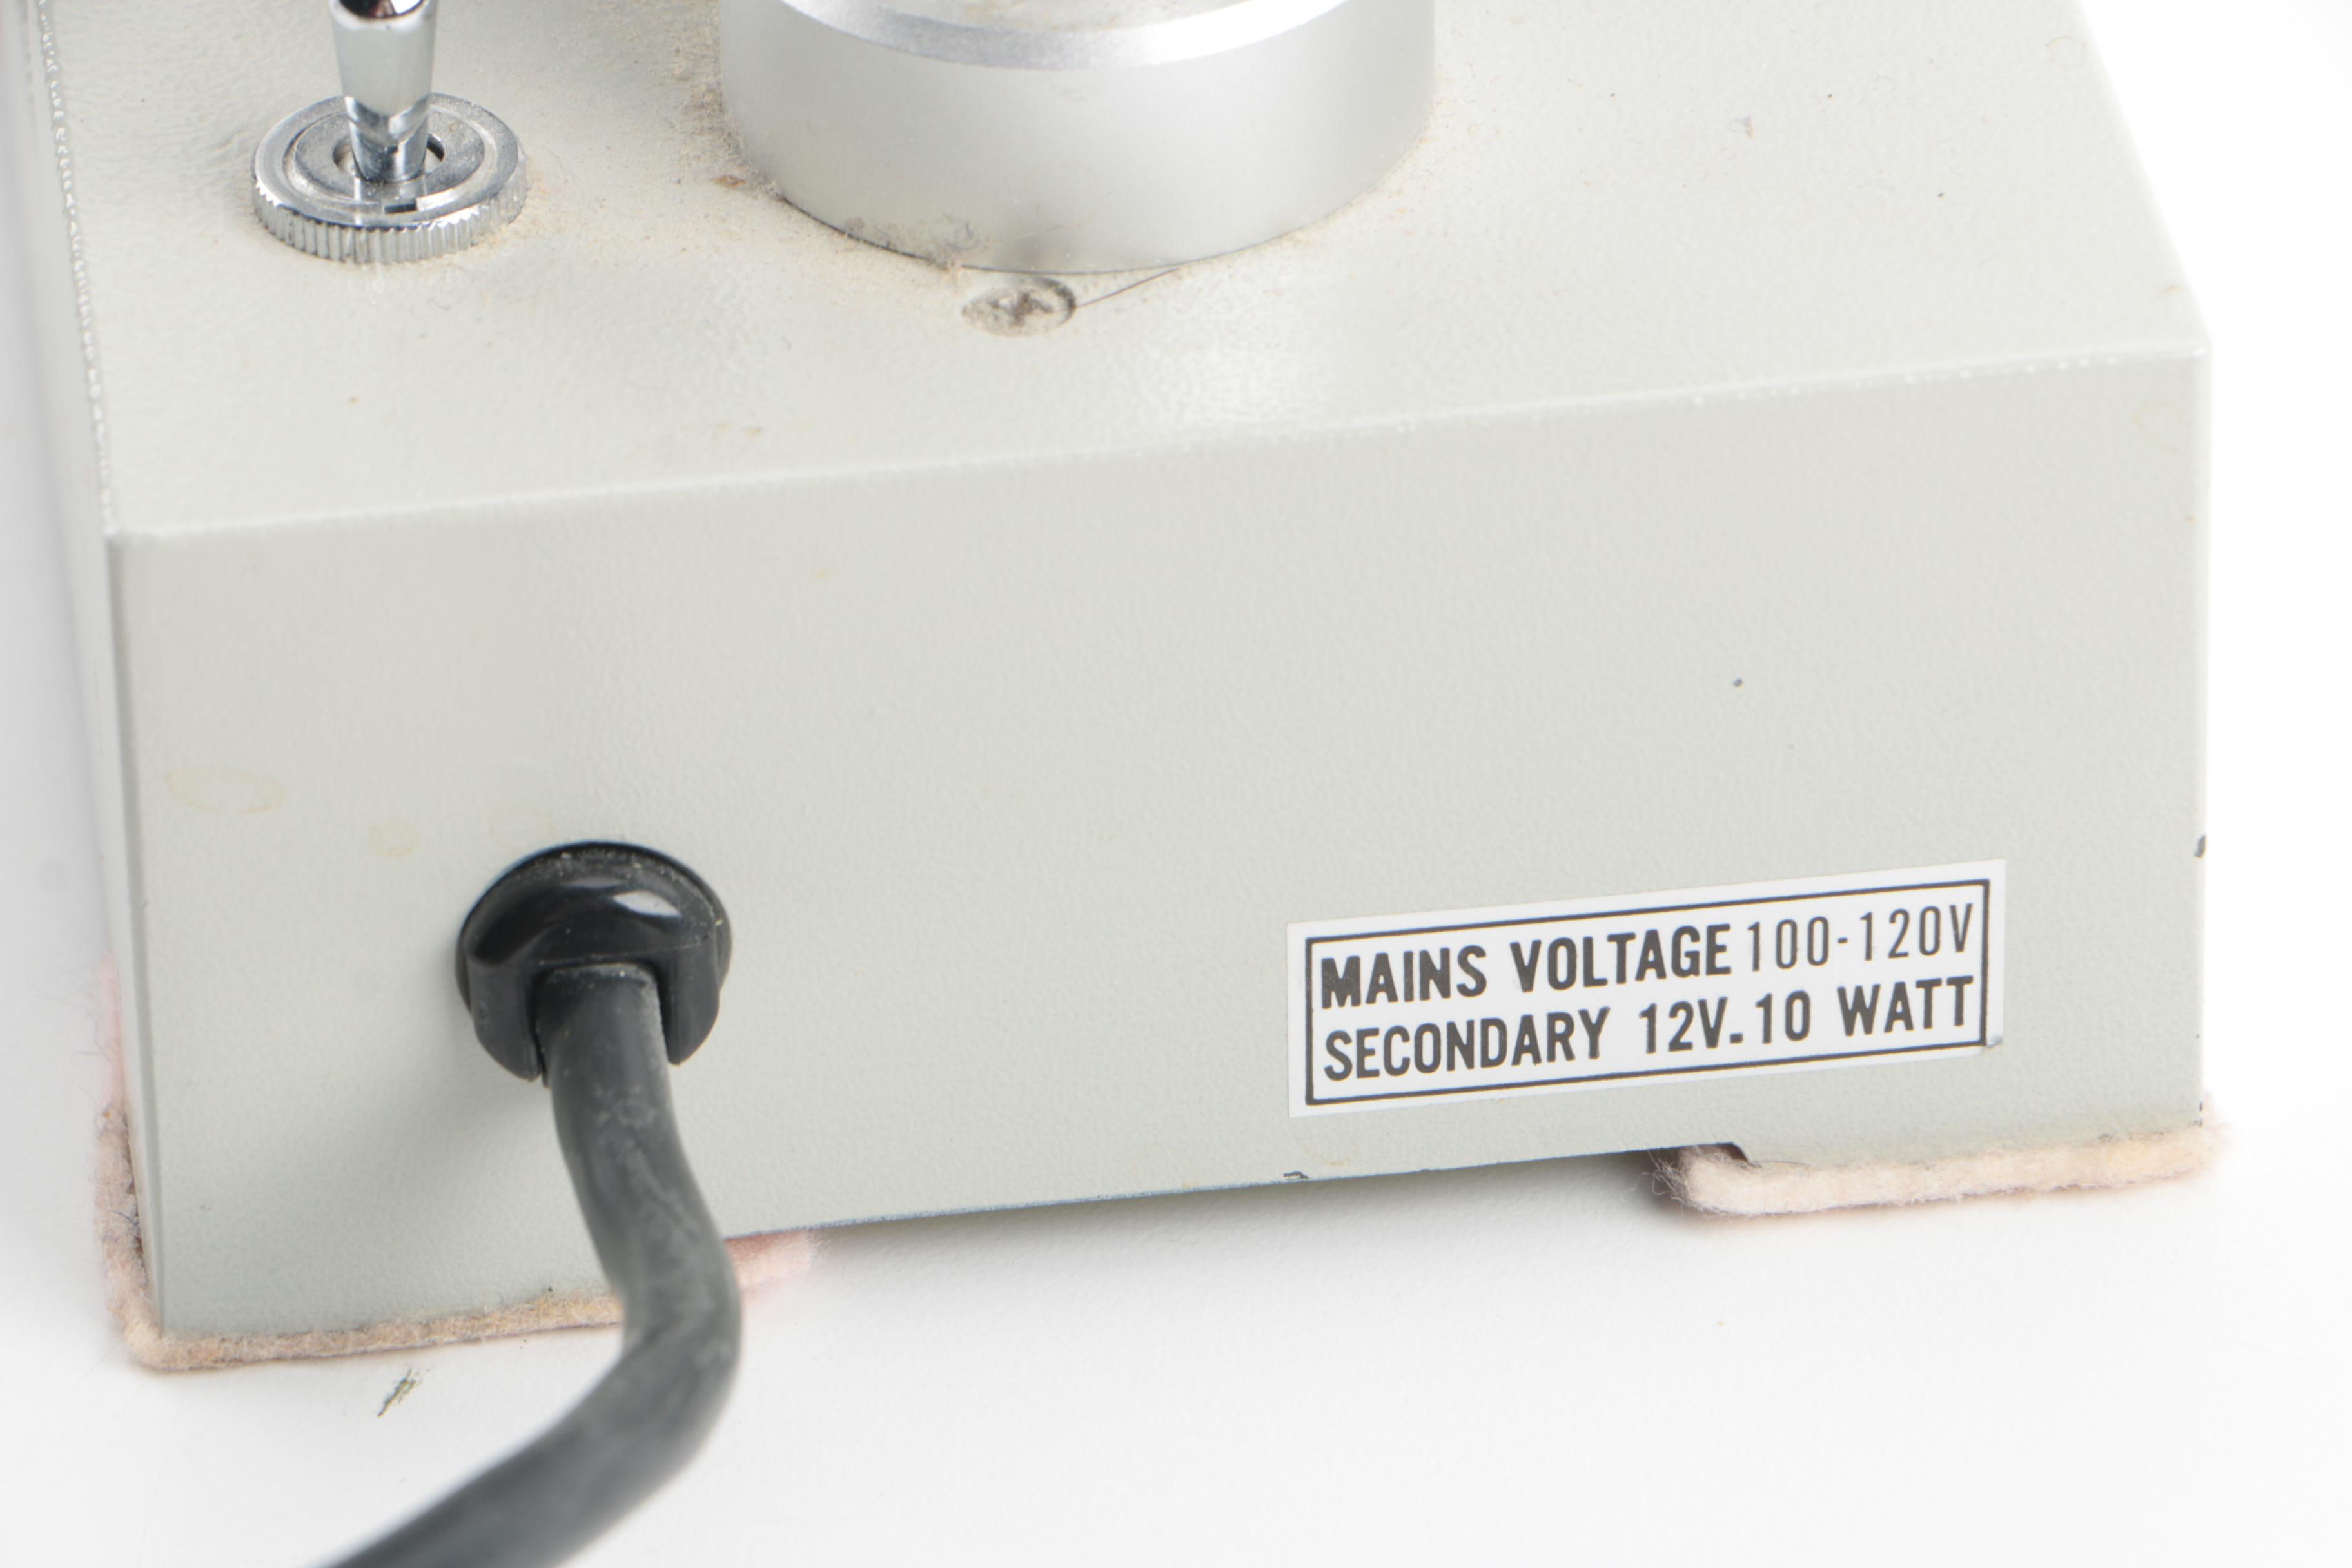 MAINS VOLTAGE 100-120V
SECONDARY 12V.10 WATT